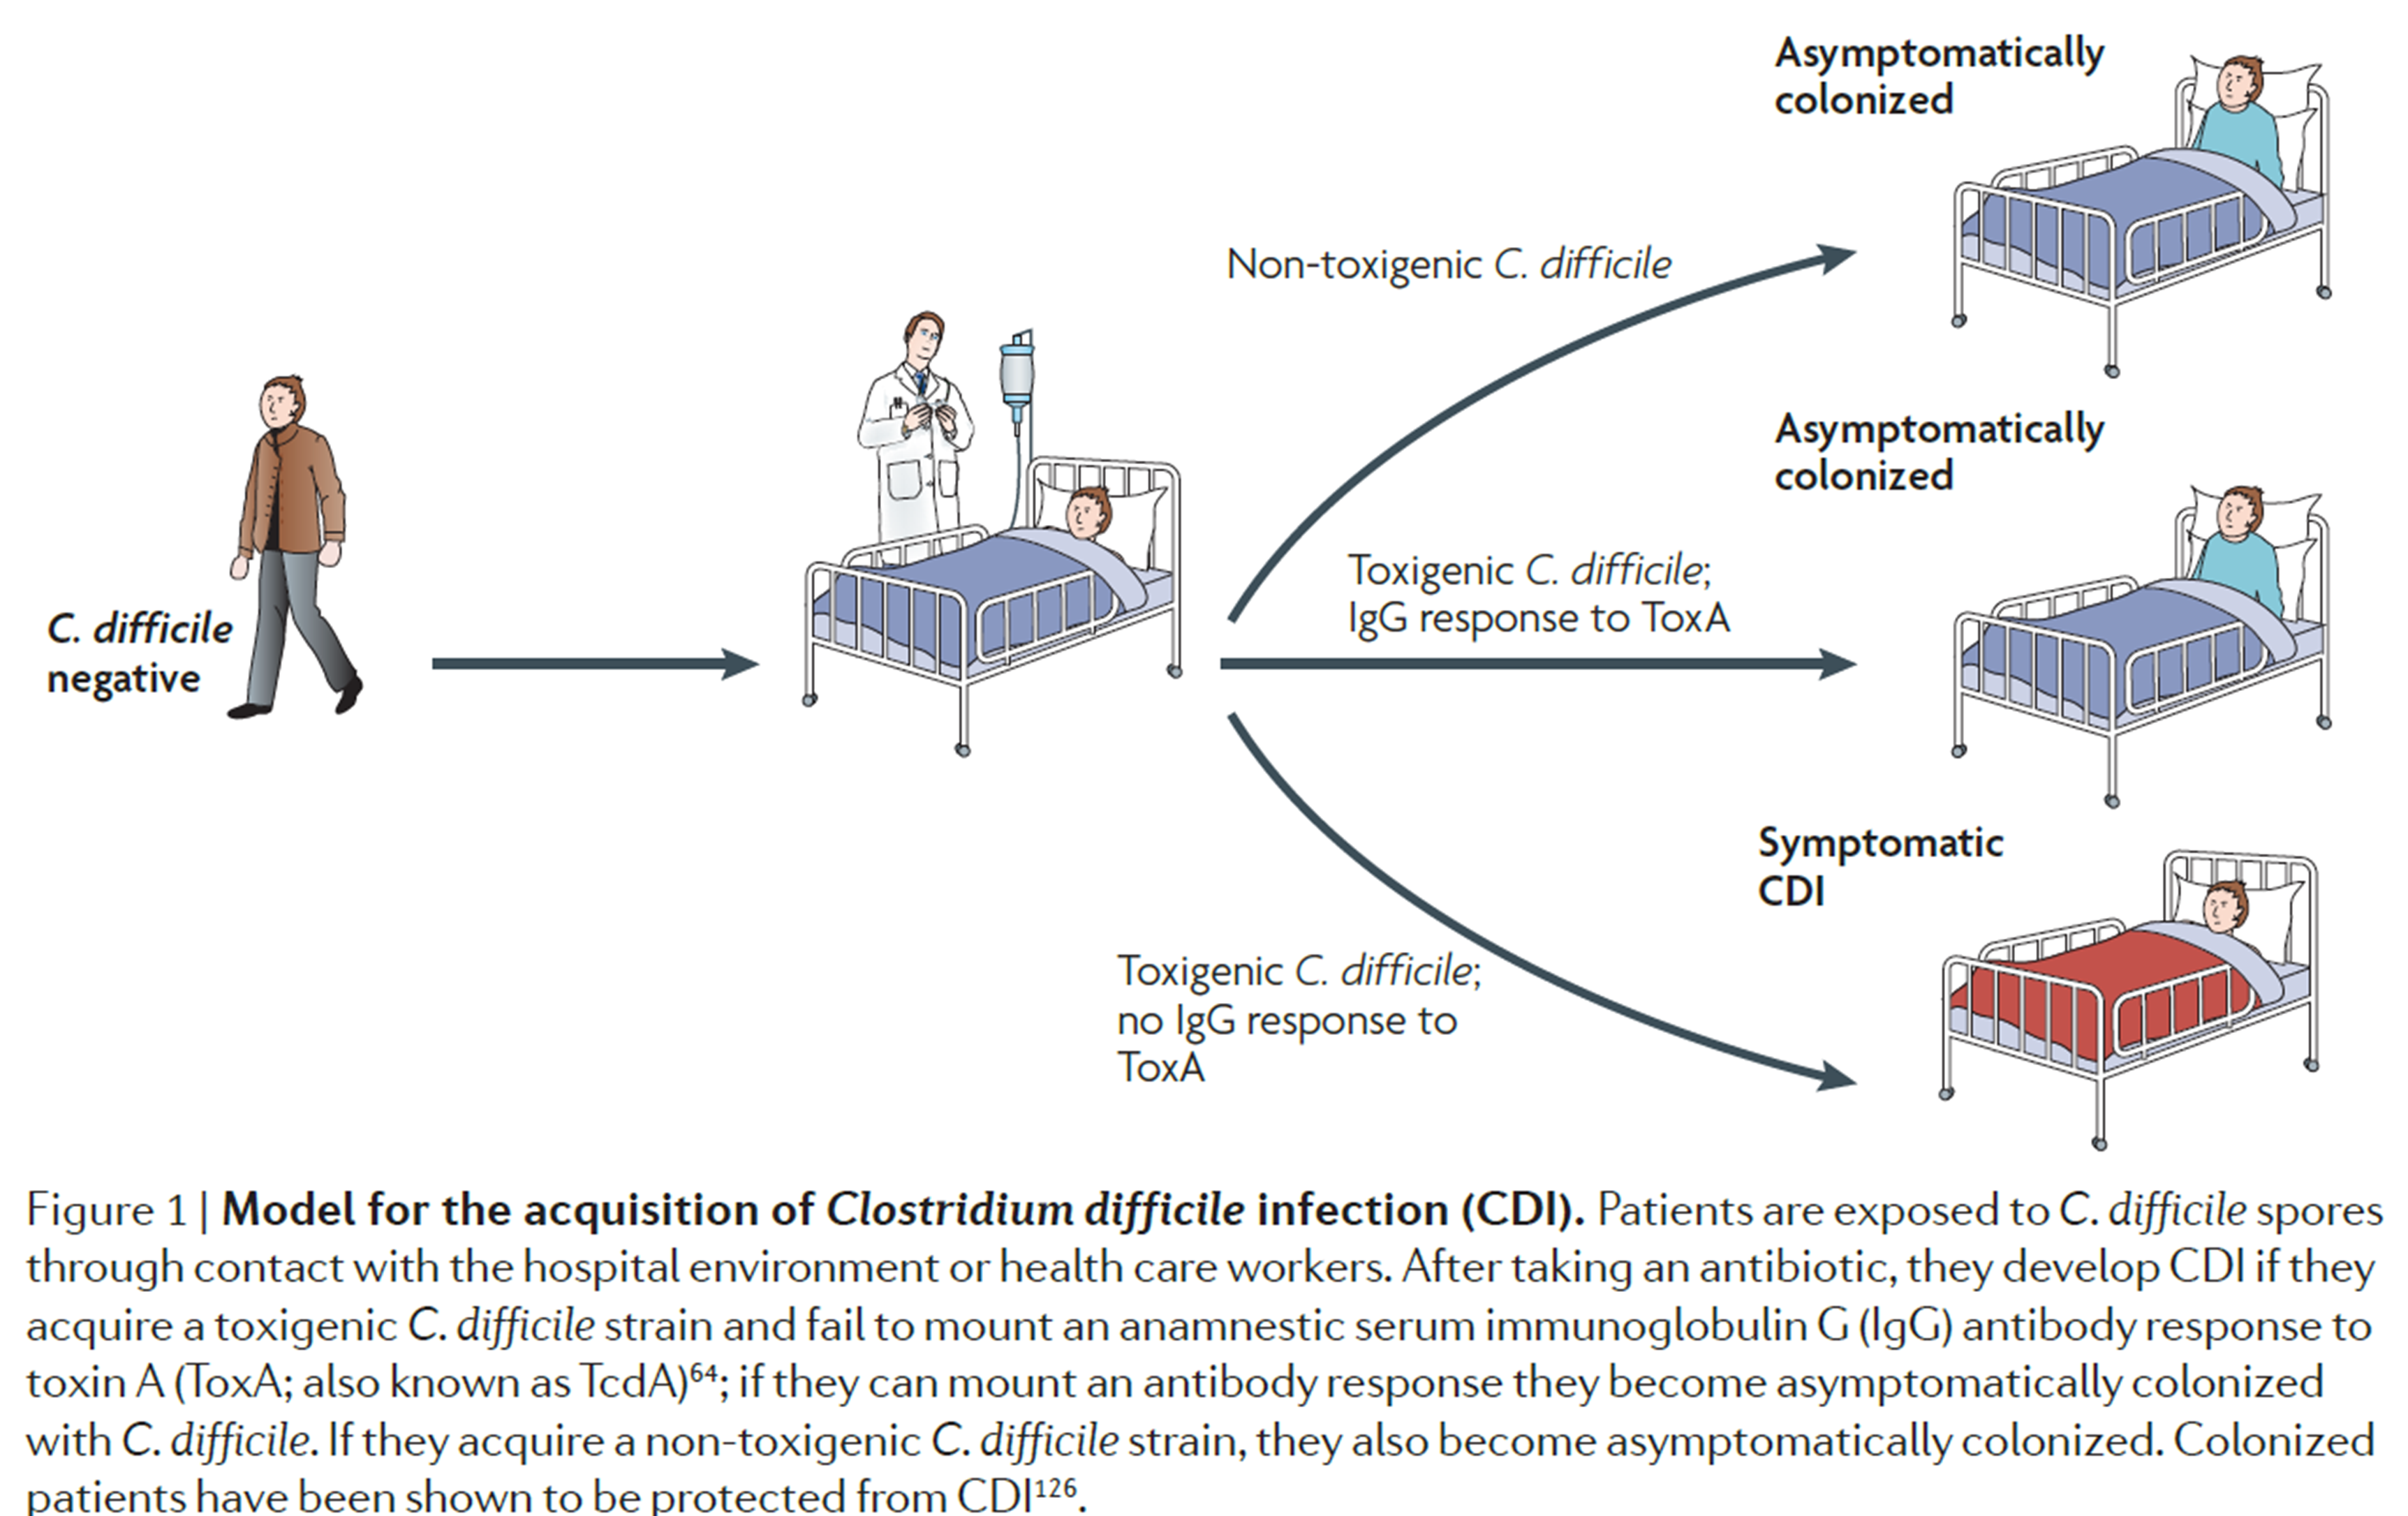 Asymptomatically
colonized
Non-toxigenic C. difficile
Asymptomatically
colonized
Toxigenic C. difficile;
IgG response to ToxA
C. difficile
negative
Symptomatic
CDI
Toxigenic C. difficile;
no IgG response to
ToxA
Figure 1 | Model for the acquisition of Clostridium difficile infection (CDI). Patients are exposed to C. difficile spores
through contact with the hospital environment or health care workers. After taking an antibiotic, they develop CDI if they
acquire a toxigenic C. difficile strain and fail to mount an anamnestic serum immunoglobulin G (IgG) antibody response to
toxin A (ToxA; also known as TcdA)⁶⁴; if they can mount an antibody response they become asymptomatically colonized
with C. difficile. If they acquire a non-toxigenic C. difficile strain, they also become asymptomatically colonized. Colonized
patients have been shown to be protected from CDI¹²⁶.